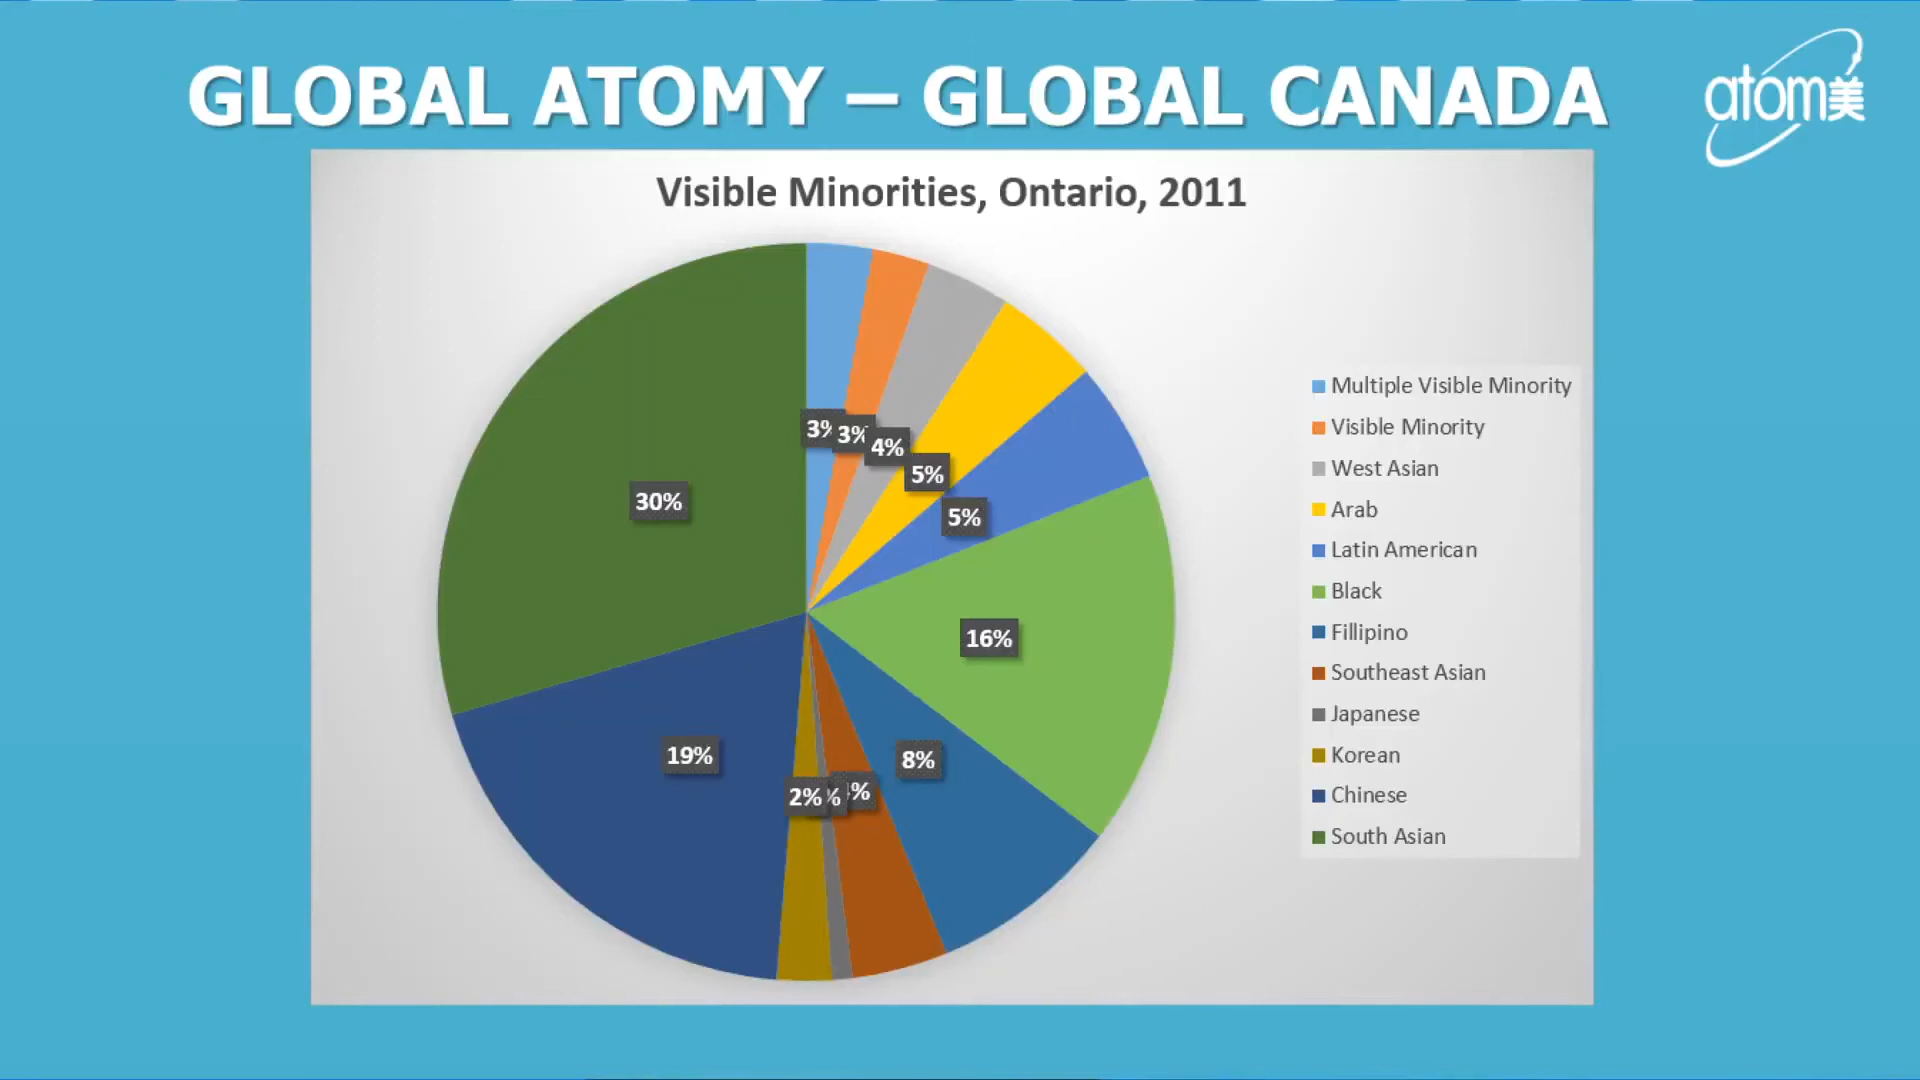 GLOBAL ATOMY – GLOBAL CANADA
atom美
Visible Minorities, Ontario, 2011
3%
3%
4%
5%
5%
30%
16%
19%
8%
2%
%
%
Multiple Visible Minority
Visible Minority
West Asian
Arab
Latin American
Black
Fillipino
Southeast Asian
Japanese
Korean
Chinese
South Asian